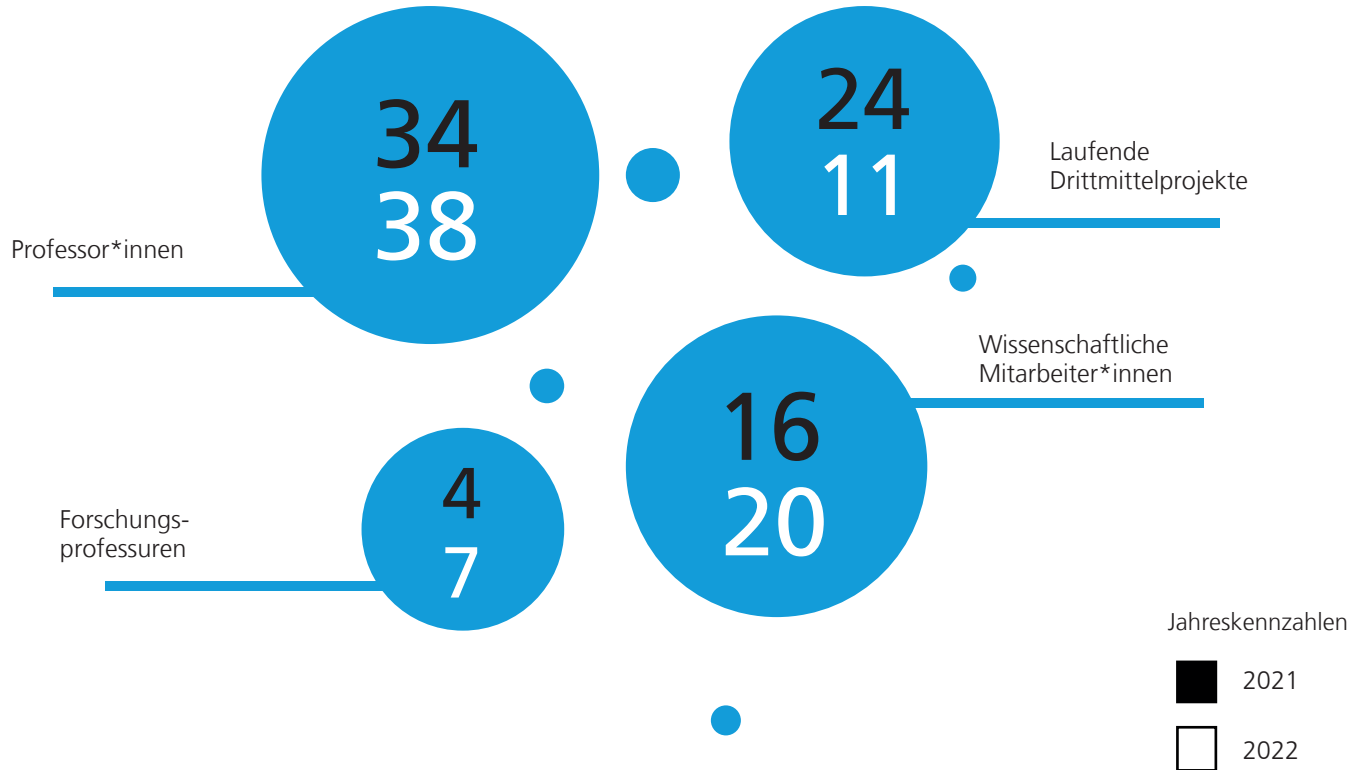 34
38
Professor*innen
24
11
Laufende
Drittmittelprojekte
16
20
Wissenschaftliche
Mitarbeiter*innen
4
7
Forschungs-
professuren
Jahreskennzahlen
2021
2022